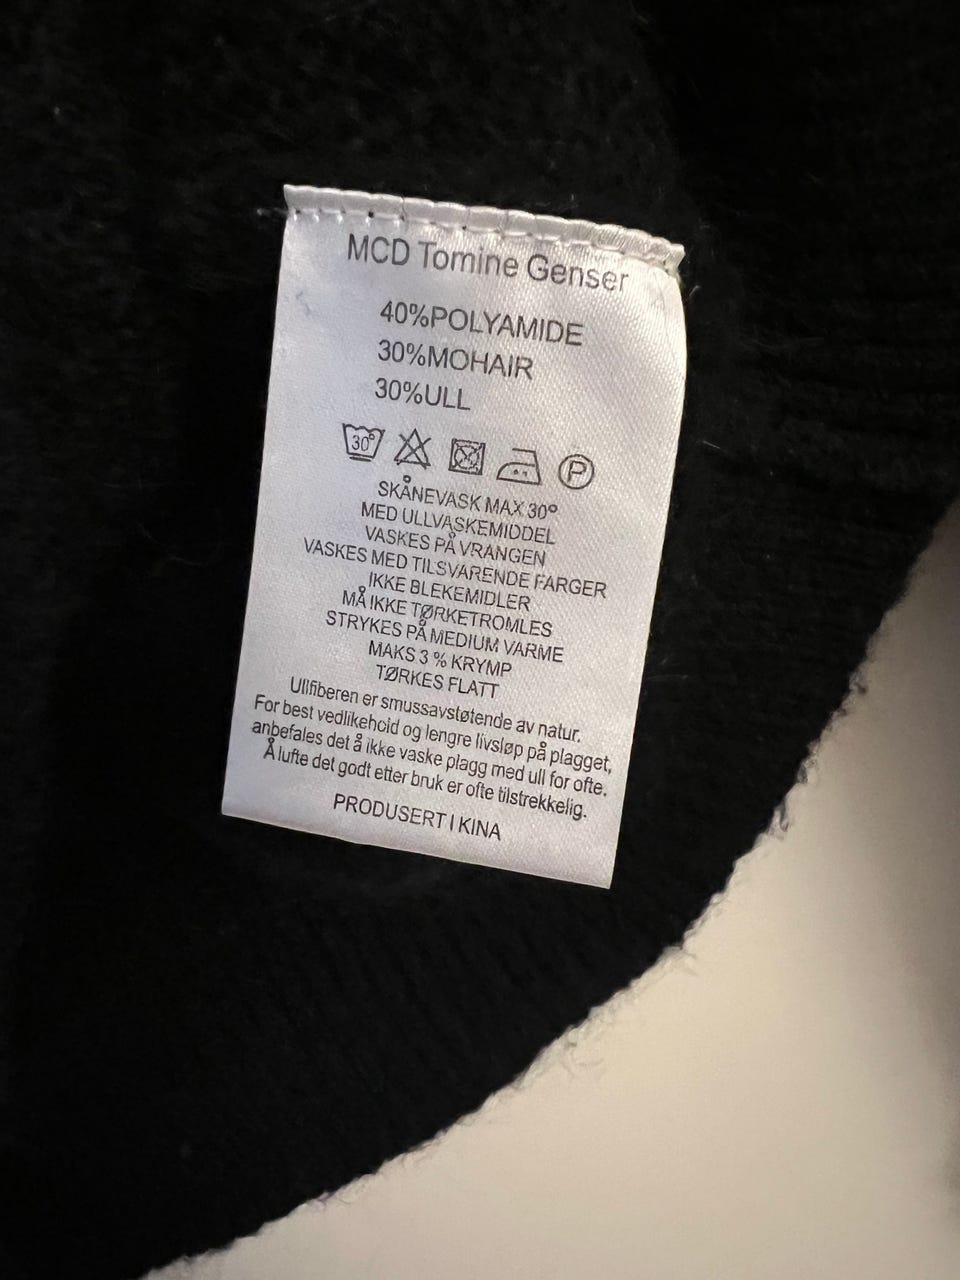 MCD Tomine Genser
40%POLYAMIDE
30%MOHAIR
30%ULL
30° P
SKÅNEVASK MAX 30°
MED ULLVASKEMIDDEL
VASKES PÅ VRANGEN
VASKES MED TILSVARENDE FARGER
IKKE BLEKEMIDLER
MÅ IKKE TØRKETROMLES
STRYKES PÅ MEDIUM VARME
MAKS 3 % KRYMP
TØRKES FLATT
Ullfiberen er smussavstøtende av natur.
For best vedlikehold og lengre livsløp på plagget,
anbefales det å ikke vaske plagg med ull for ofte.
Å lufte det godt etter bruk er ofte tilstrekkelig.
PRODUSERT I KINA